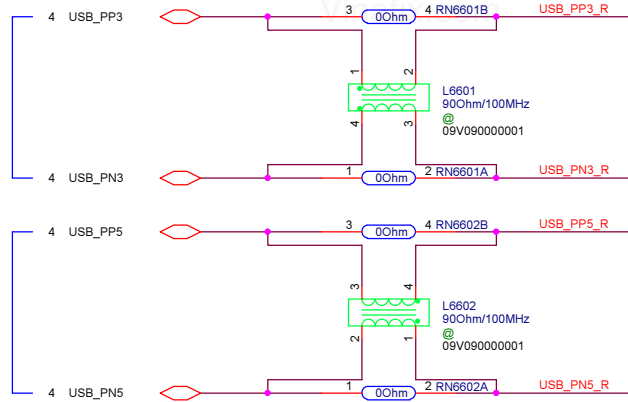 4 USB_PP3 3 0Ohm 4 RN6601B USB_PP3_R
1 2
L6601
90Ohm/100MHz
@
09V090000001
4 3
4 USB_PN3 1 0Ohm 2 RN6601A USB_PN3_R
4 USB_PP5 3 0Ohm 4 RN6602B USB_PP5_R
3 4
L6602
90Ohm/100MHz
@
09V090000001
2 1
4 USB_PN5 1 0Ohm 2 RN6602A USB_PN5_R